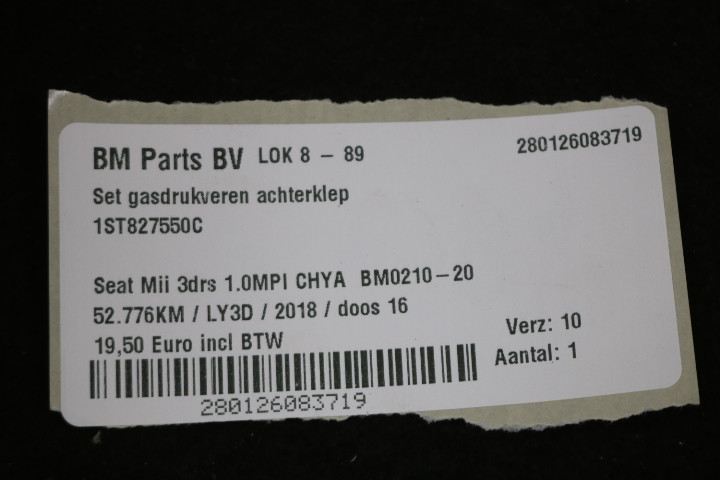 BM Parts BV LOK 8 - 89
280126083719
Set gasdrukveren achterklep
1ST827550C
Seat Mii 3drs 1.0MPI CHYA BM0210-20
52.776KM / LY3D / 2018 / doos 16
19,50 Euro incl BTW
Verz: 10
Aantal: 1
280126083719